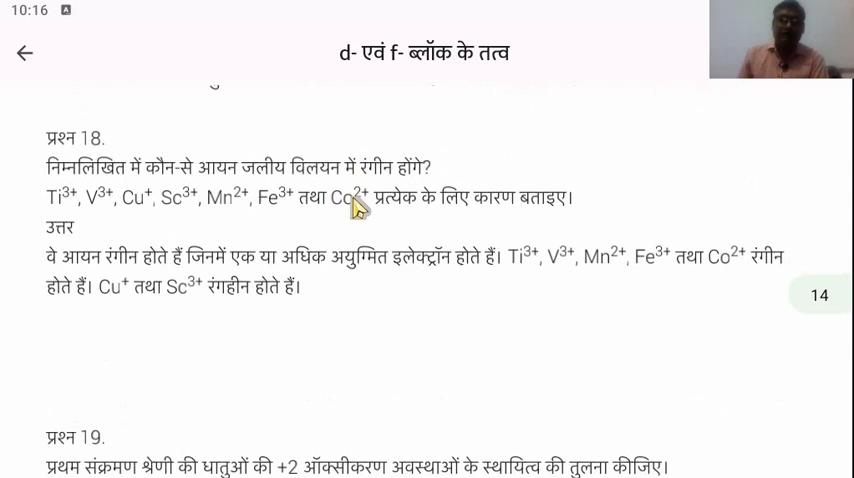 10:16 A
d- एवं f- ब्लॉक के तत्व
प्रश्न 18.
निम्नलिखित में कौन-से आयन जलीय विलयन में रंगीन होंगे?
Ti³⁺, V³⁺, Cu⁺, Sc³⁺, Mn²⁺, Fe³⁺ तथा Co²⁺ प्रत्येक के लिए कारण बताइए।
उत्तर
वे आयन रंगीन होते हैं जिनमें एक या अधिक अयुग्मित इलेक्ट्रॉन होते हैं। Ti³⁺, V³⁺, Mn²⁺, Fe³⁺ तथा Co²⁺ रंगीन
होते हैं। Cu⁺ तथा Sc³⁺ रंगहीन होते हैं।
14
प्रश्न 19.
प्रथम संक्रमण श्रेणी की धातुओं की +2 ऑक्सीकरण अवस्थाओं के स्थायित्व की तुलना कीजिए।